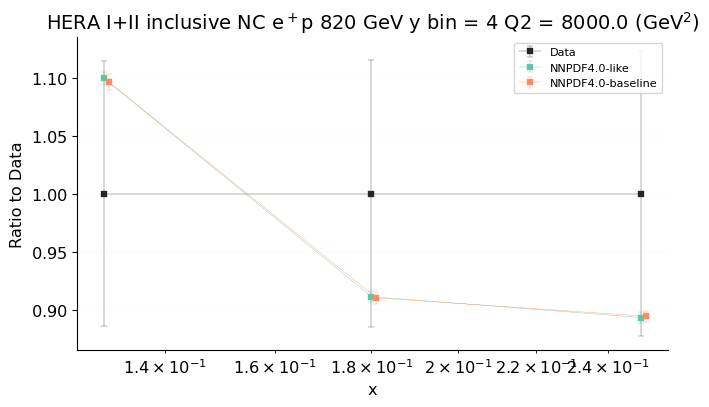 HERA I+II inclusive NC e⁺p 820 GeV y bin = 4 Q2 = 8000.0 (GeV²)
Data
NNPDF4.0-like
NNPDF4.0-baseline
Ratio to Data
1.10
1.05
1.00
0.95
0.90
1.4 × 10⁻¹ 1.6 × 10⁻¹ 1.8 × 10⁻¹ 2 × 10⁻¹ 2.2 × 10⁻¹ 2.4 × 10⁻¹
x